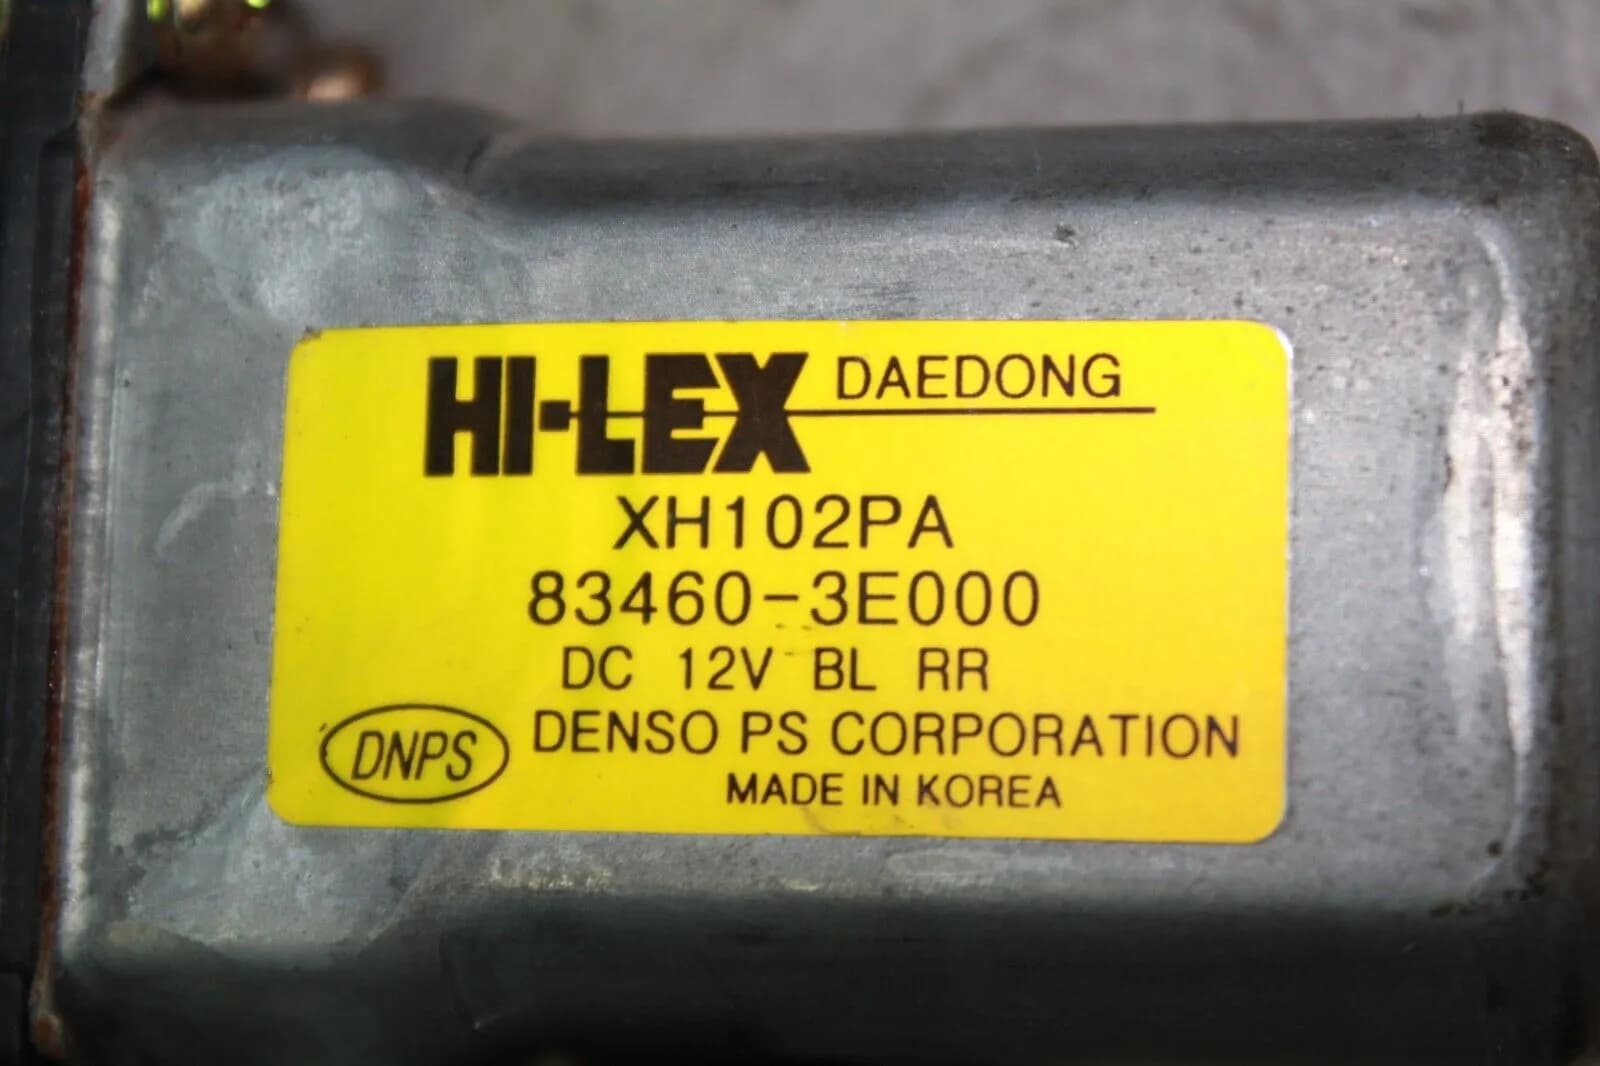 HI-LEX DAEDONG
XH102PA
83460-3E000
DC 12V BL RR
DNPS DENSO PS CORPORATION
MADE IN KOREA